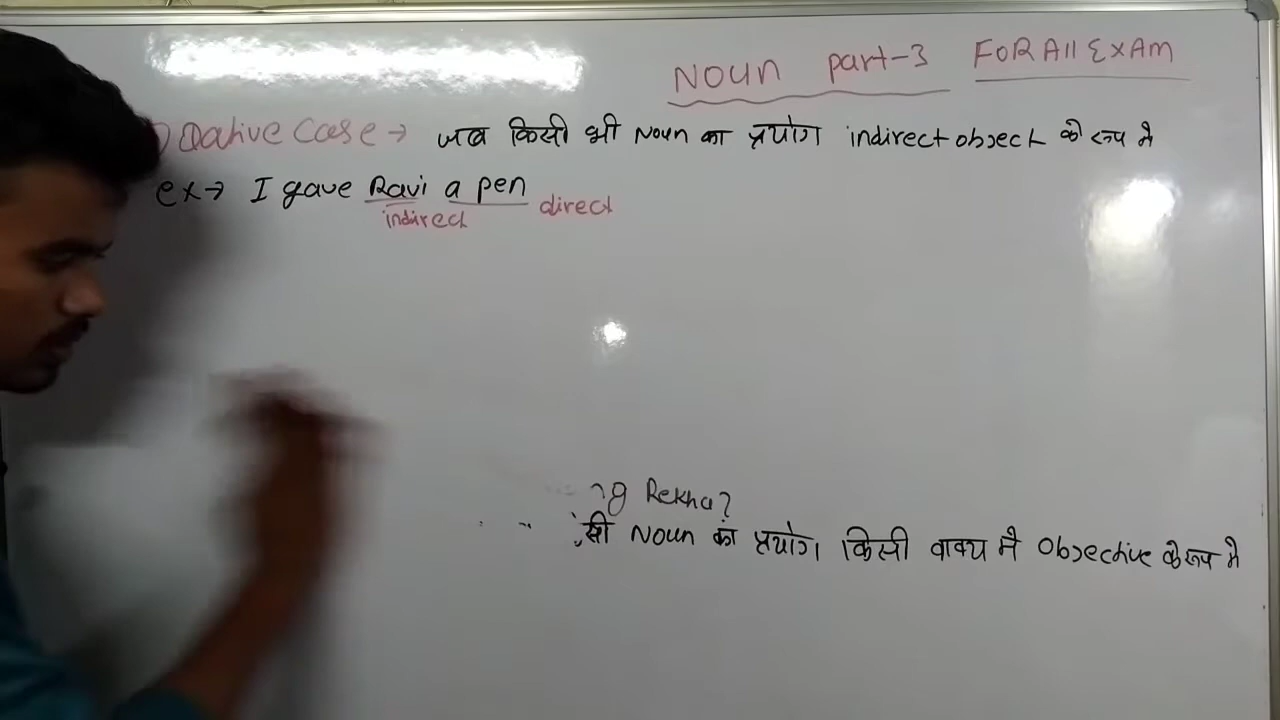 NOUN part-3 FOR All EXAM
Dative Case → जब किसी भी Noun का प्रयोग indirect object के रूप मे
ex → I gave Ravi a pen
indirect direct
g Rekha?
सी Noun का प्रयोग किसी वाक्य मे Objective के रूप मे